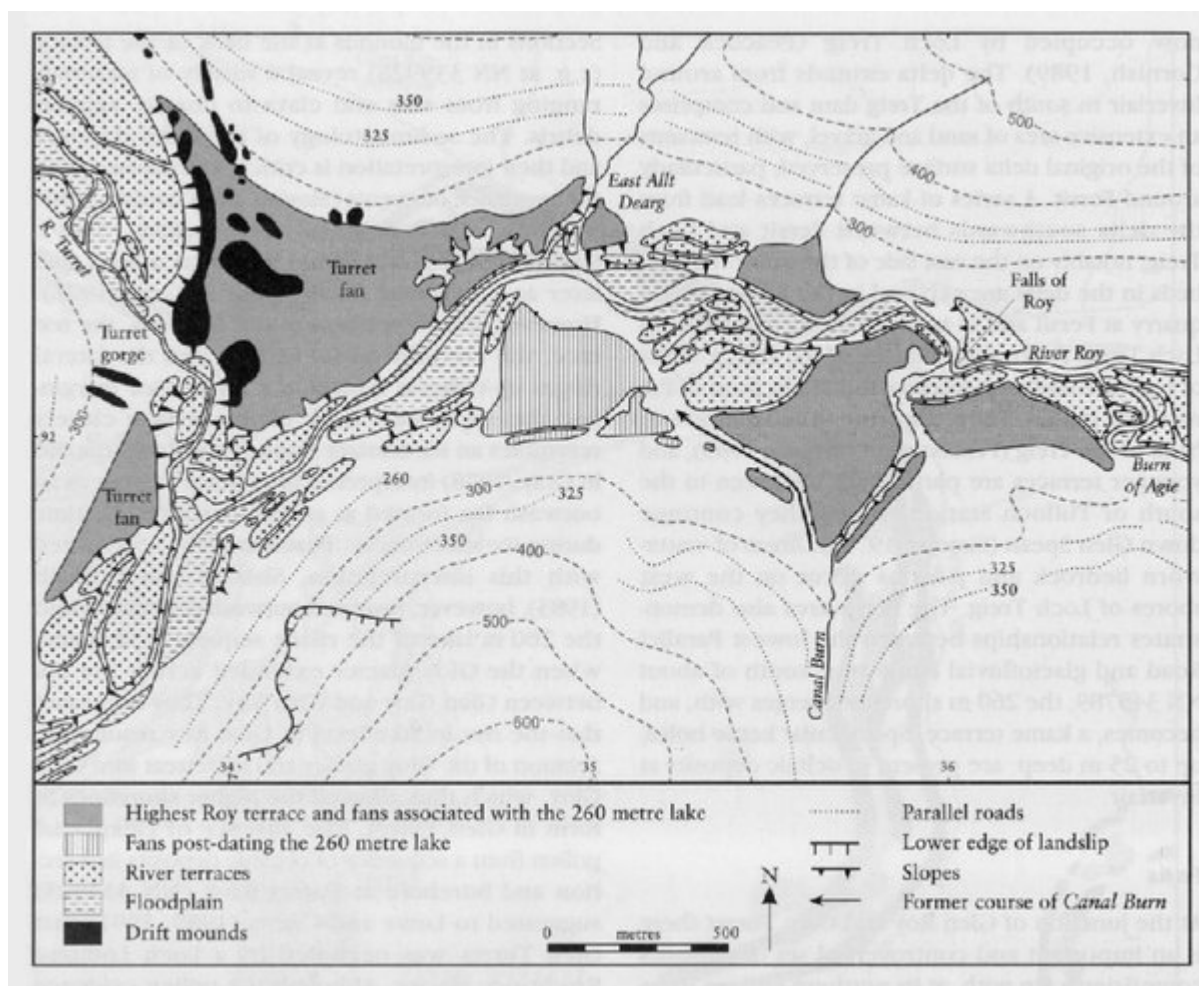 350
325
500
400
300
93
R. Turret
East Allt
Dearg
Turret
fan
Falls of
Roy
River Roy
Turret
gorge
300
92
Turret
fan
260
300
325
350
400
Burn
of Agie
325
350
500
600
Canal Burn
34
35
36
Highest Roy terrace and fans associated with the 260 metre lake
Fans post-dating the 260 metre lake
River terraces
Floodplain
Drift mounds
Parallel roads
Lower edge of landslip
Slopes
Former course of Canal Burn
N
0 metres 500